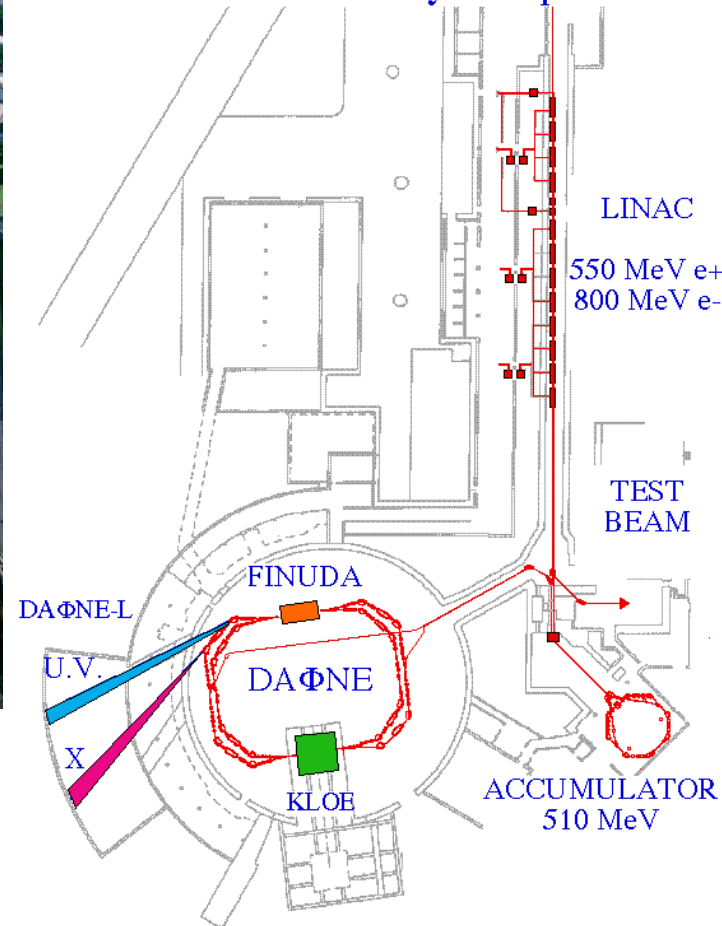 LINAC
550 MeV e+
800 MeV e-
TEST
BEAM
FINUDA
DAΦNE-L
U.V.
DAΦNE
X
KLOE
ACCUMULATOR
510 MeV